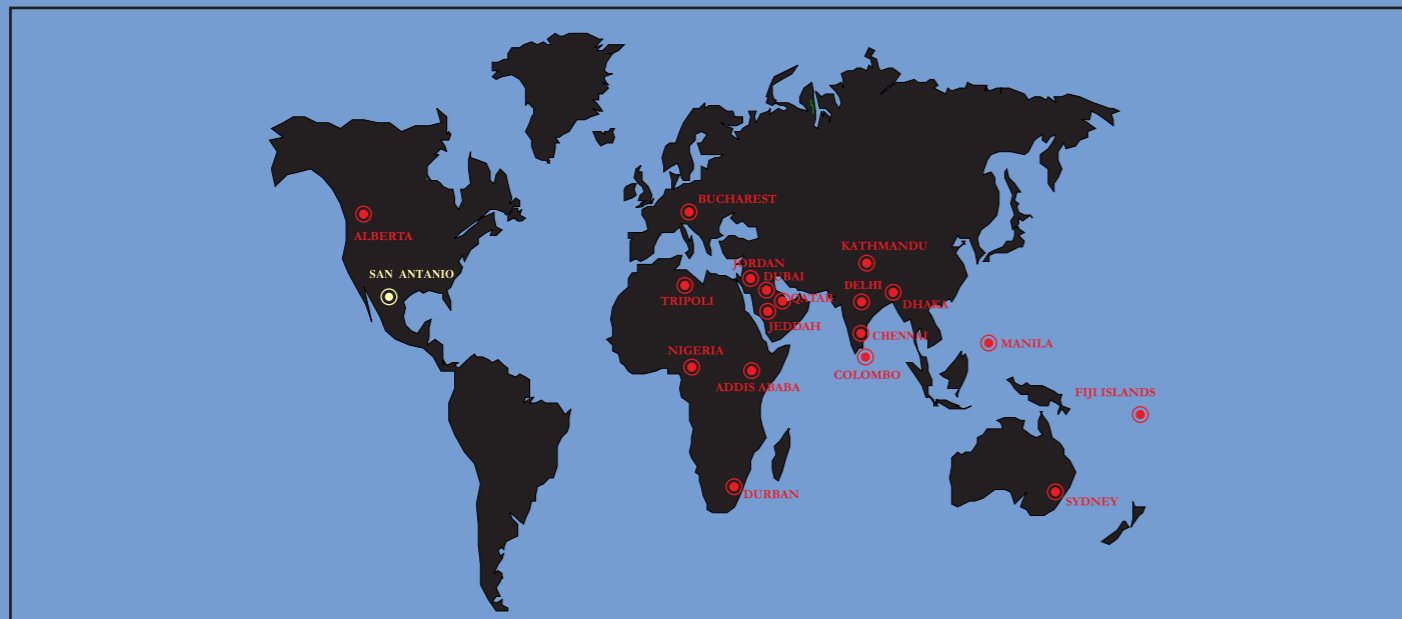 BUCHAREST
ALBERTA
KATHMANDU
JORDAN
SAN ANTANIO
DUBAI
DELHI
TRIPOLI
QATAR
DHAKA
JEDDAH
CHENNAI
MANILA
NIGERIA
COLOMBO
ADDIS ABABA
FIJI ISLANDS
DURBAN
SYDNEY